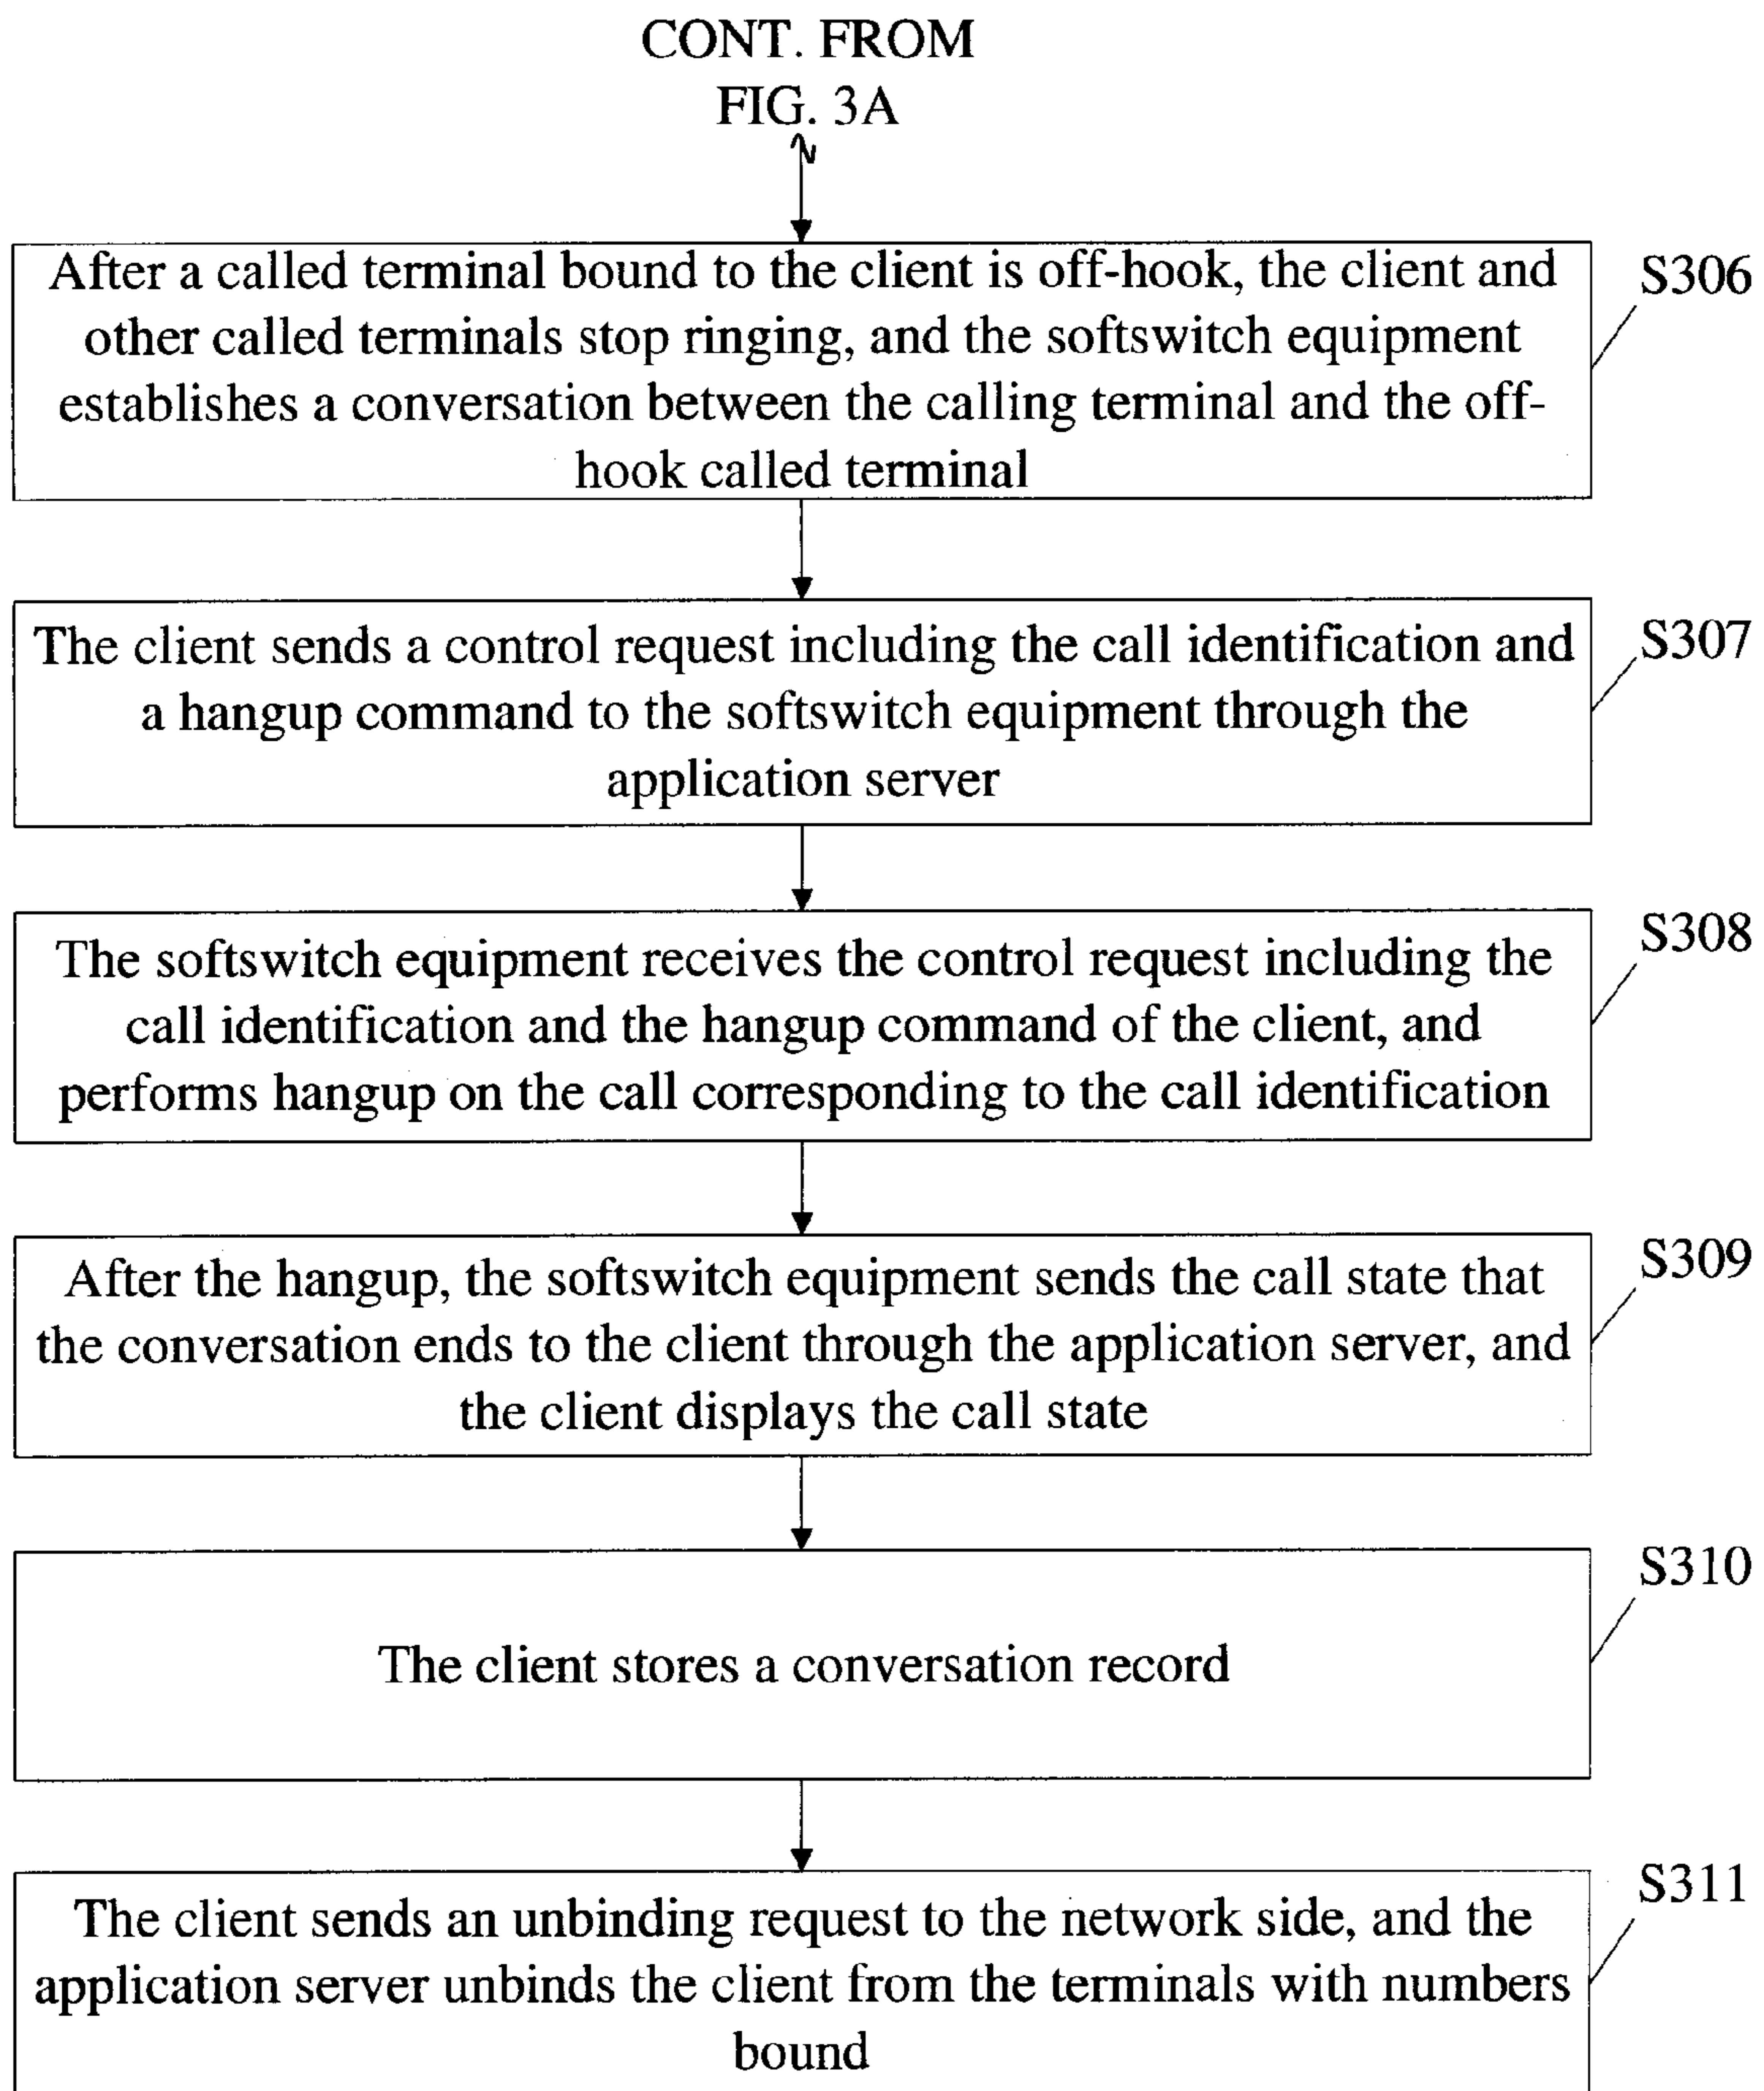 CONT. FROM
FIG. 3A
After a called terminal bound to the client is off-hook, the client and
other called terminals stop ringing, and the softswitch equipment
establishes a conversation between the calling terminal and the off-
hook called terminal
S306
The client sends a control request including the call identification and
a hangup command to the softswitch equipment through the
application server
S307
The softswitch equipment receives the control request including the
call identification and the hangup command of the client, and
performs hangup on the call corresponding to the call identification
S308
After the hangup, the softswitch equipment sends the call state that
the conversation ends to the client through the application server, and
the client displays the call state
S309
The client stores a conversation record
S310
The client sends an unbinding request to the network side, and the
application server unbinds the client from the terminals with numbers
bound
S311